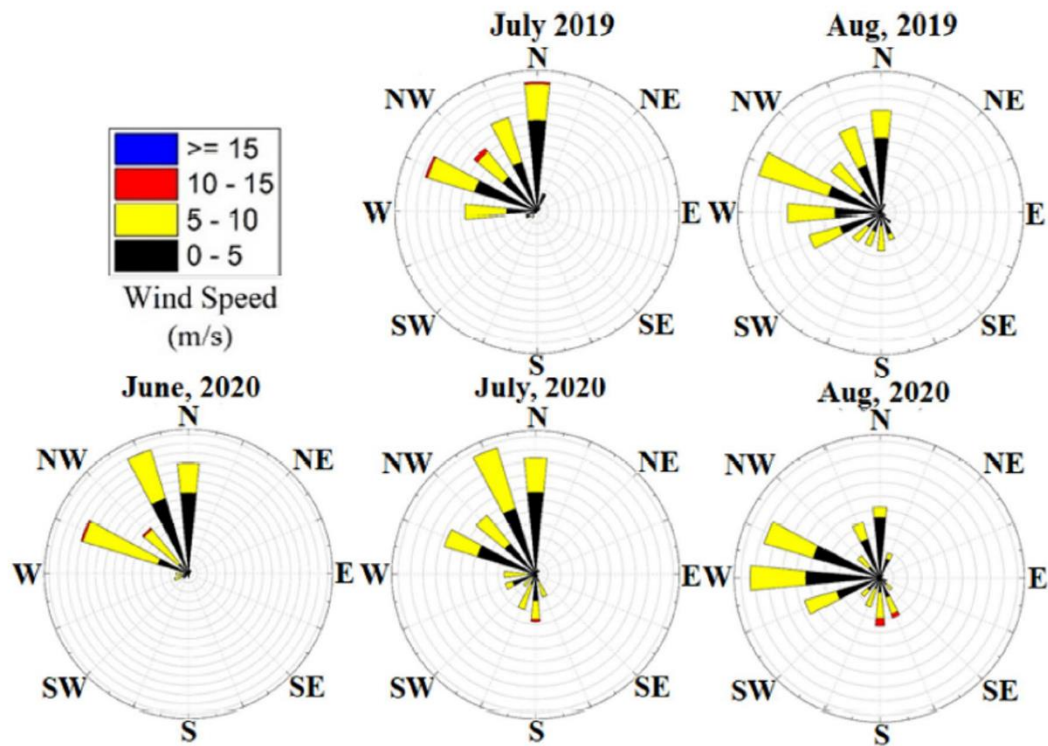 July 2019
N
NW
NE
W
E
SW
SE
S
Aug, 2019
N
NW
NE
W
E
SW
SE
S
>= 15
10 - 15
5 - 10
0 - 5
Wind Speed
(m/s)
June, 2020
N
NW
NE
W
E
SW
SE
S
July, 2020
N
NW
NE
W
E
SW
SE
S
Aug, 2020
N
NW
NE
W
E
SW
SE
S